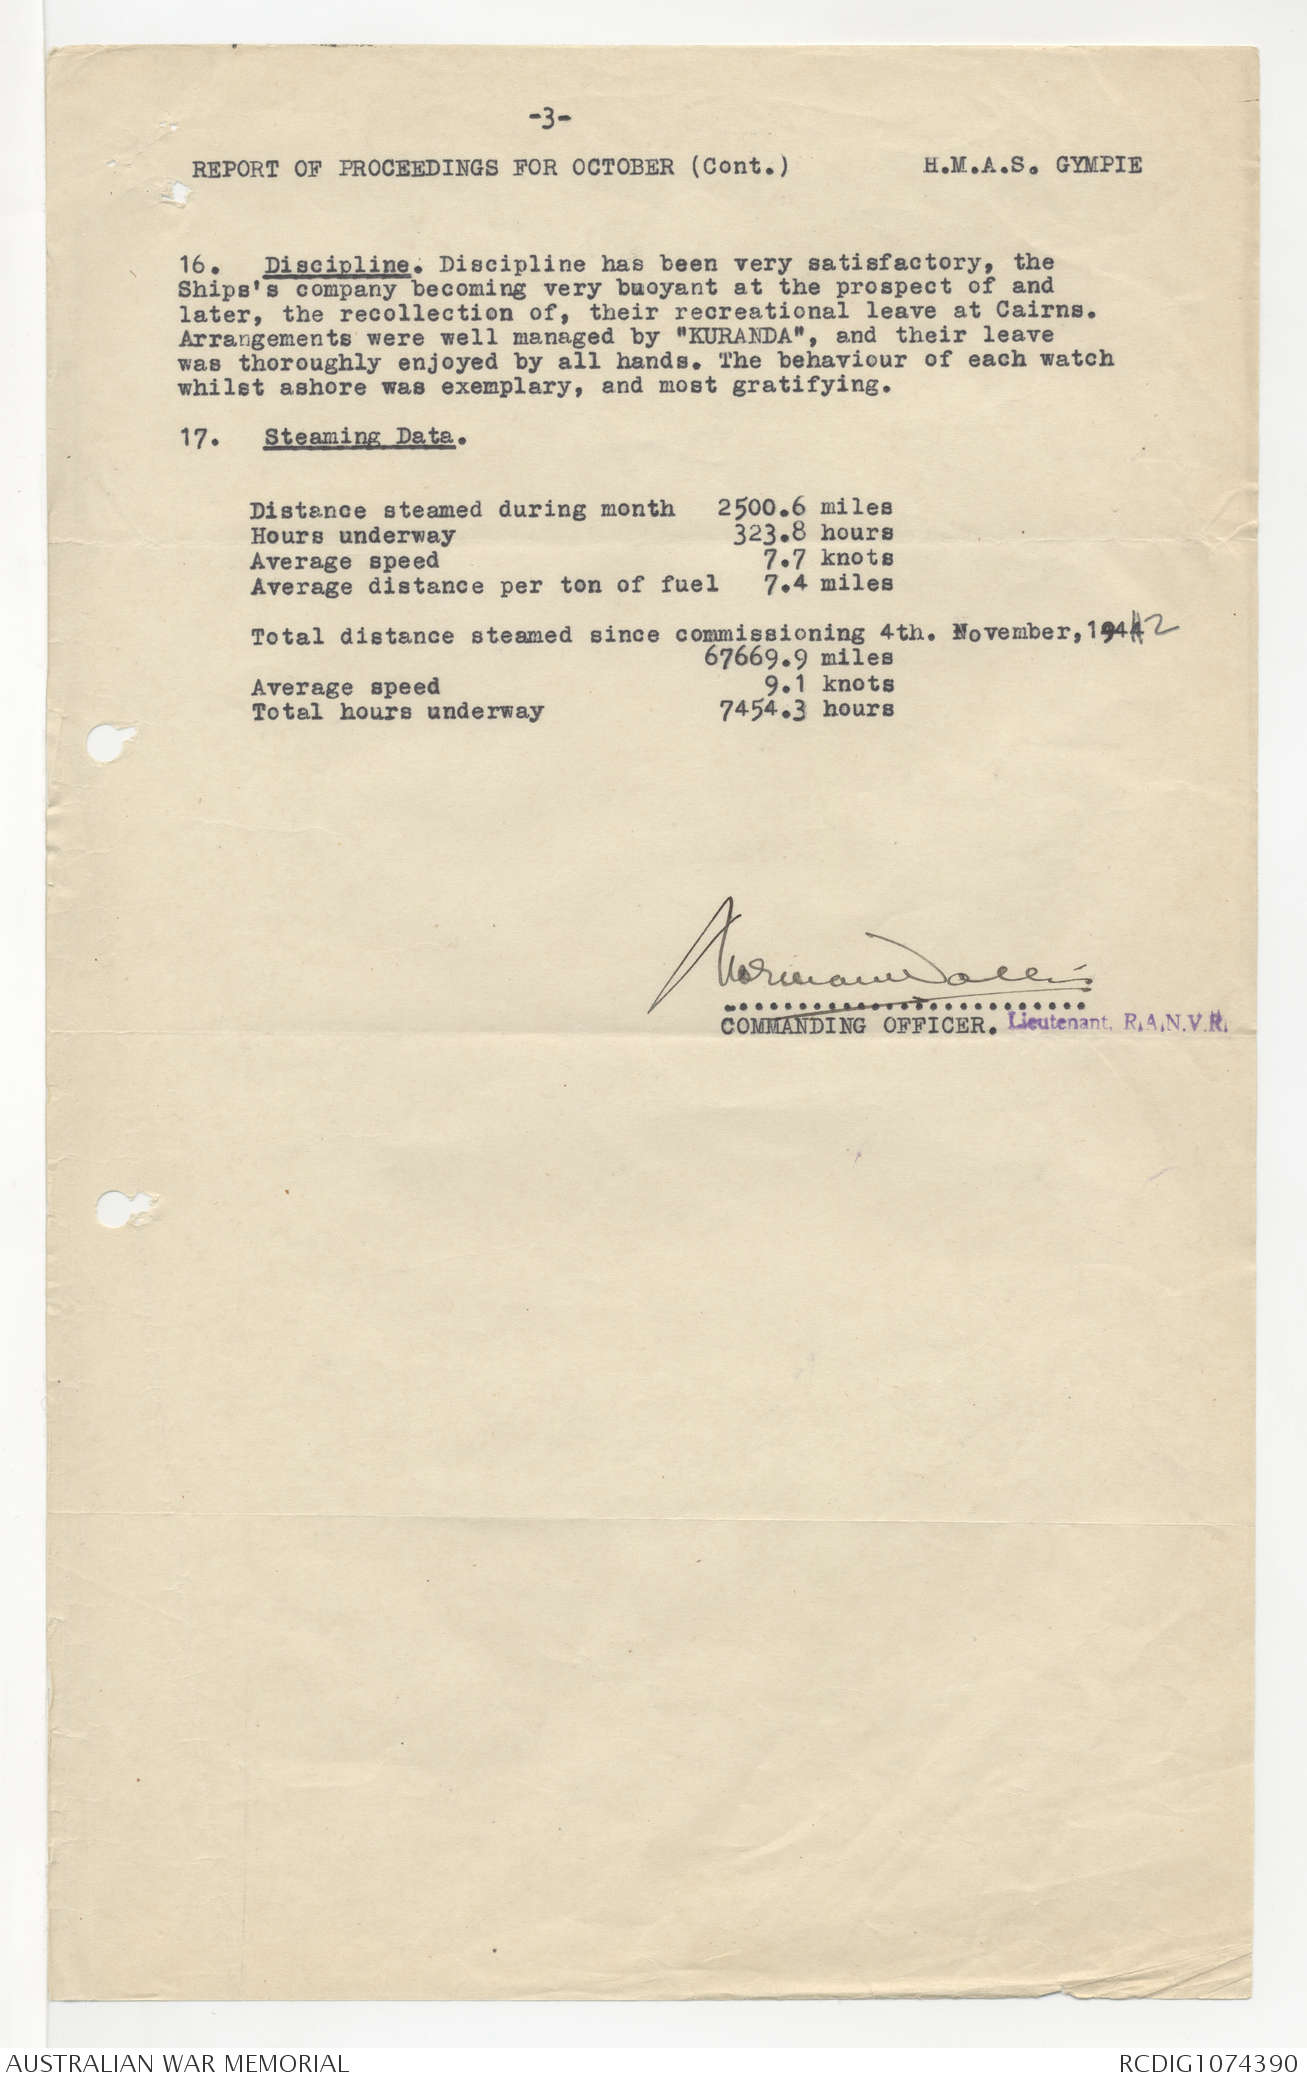 -3-
REPORT OF PROCEEDINGS FOR OCTOBER (Cont.) H.M.A.S. GYMPIE
16. Discipline. Discipline has been very satisfactory, the
Ships's company becoming very buoyant at the prospect of and
later, the recollection of, their recreational leave at Cairns.
Arrangements were well managed by "KURANDA", and their leave
was thoroughly enjoyed by all hands. The behaviour of each watch
whilst ashore was exemplary, and most gratifying.
17. Steaming Data.
Distance steamed during month 2500.6 miles
Hours underway 323.8 hours
Average speed 7.7 knots
Average distance per ton of fuel 7.4 miles
Total distance steamed since commissioning 4th. November, 1942
67669.9 miles
Average speed 9.1 knots
Total hours underway 7454.3 hours
Norman
COMMANDING OFFICER. Lieutenant, R.A.N.V.R.
AUSTRALIAN WAR MEMORIAL RCDIG1074390